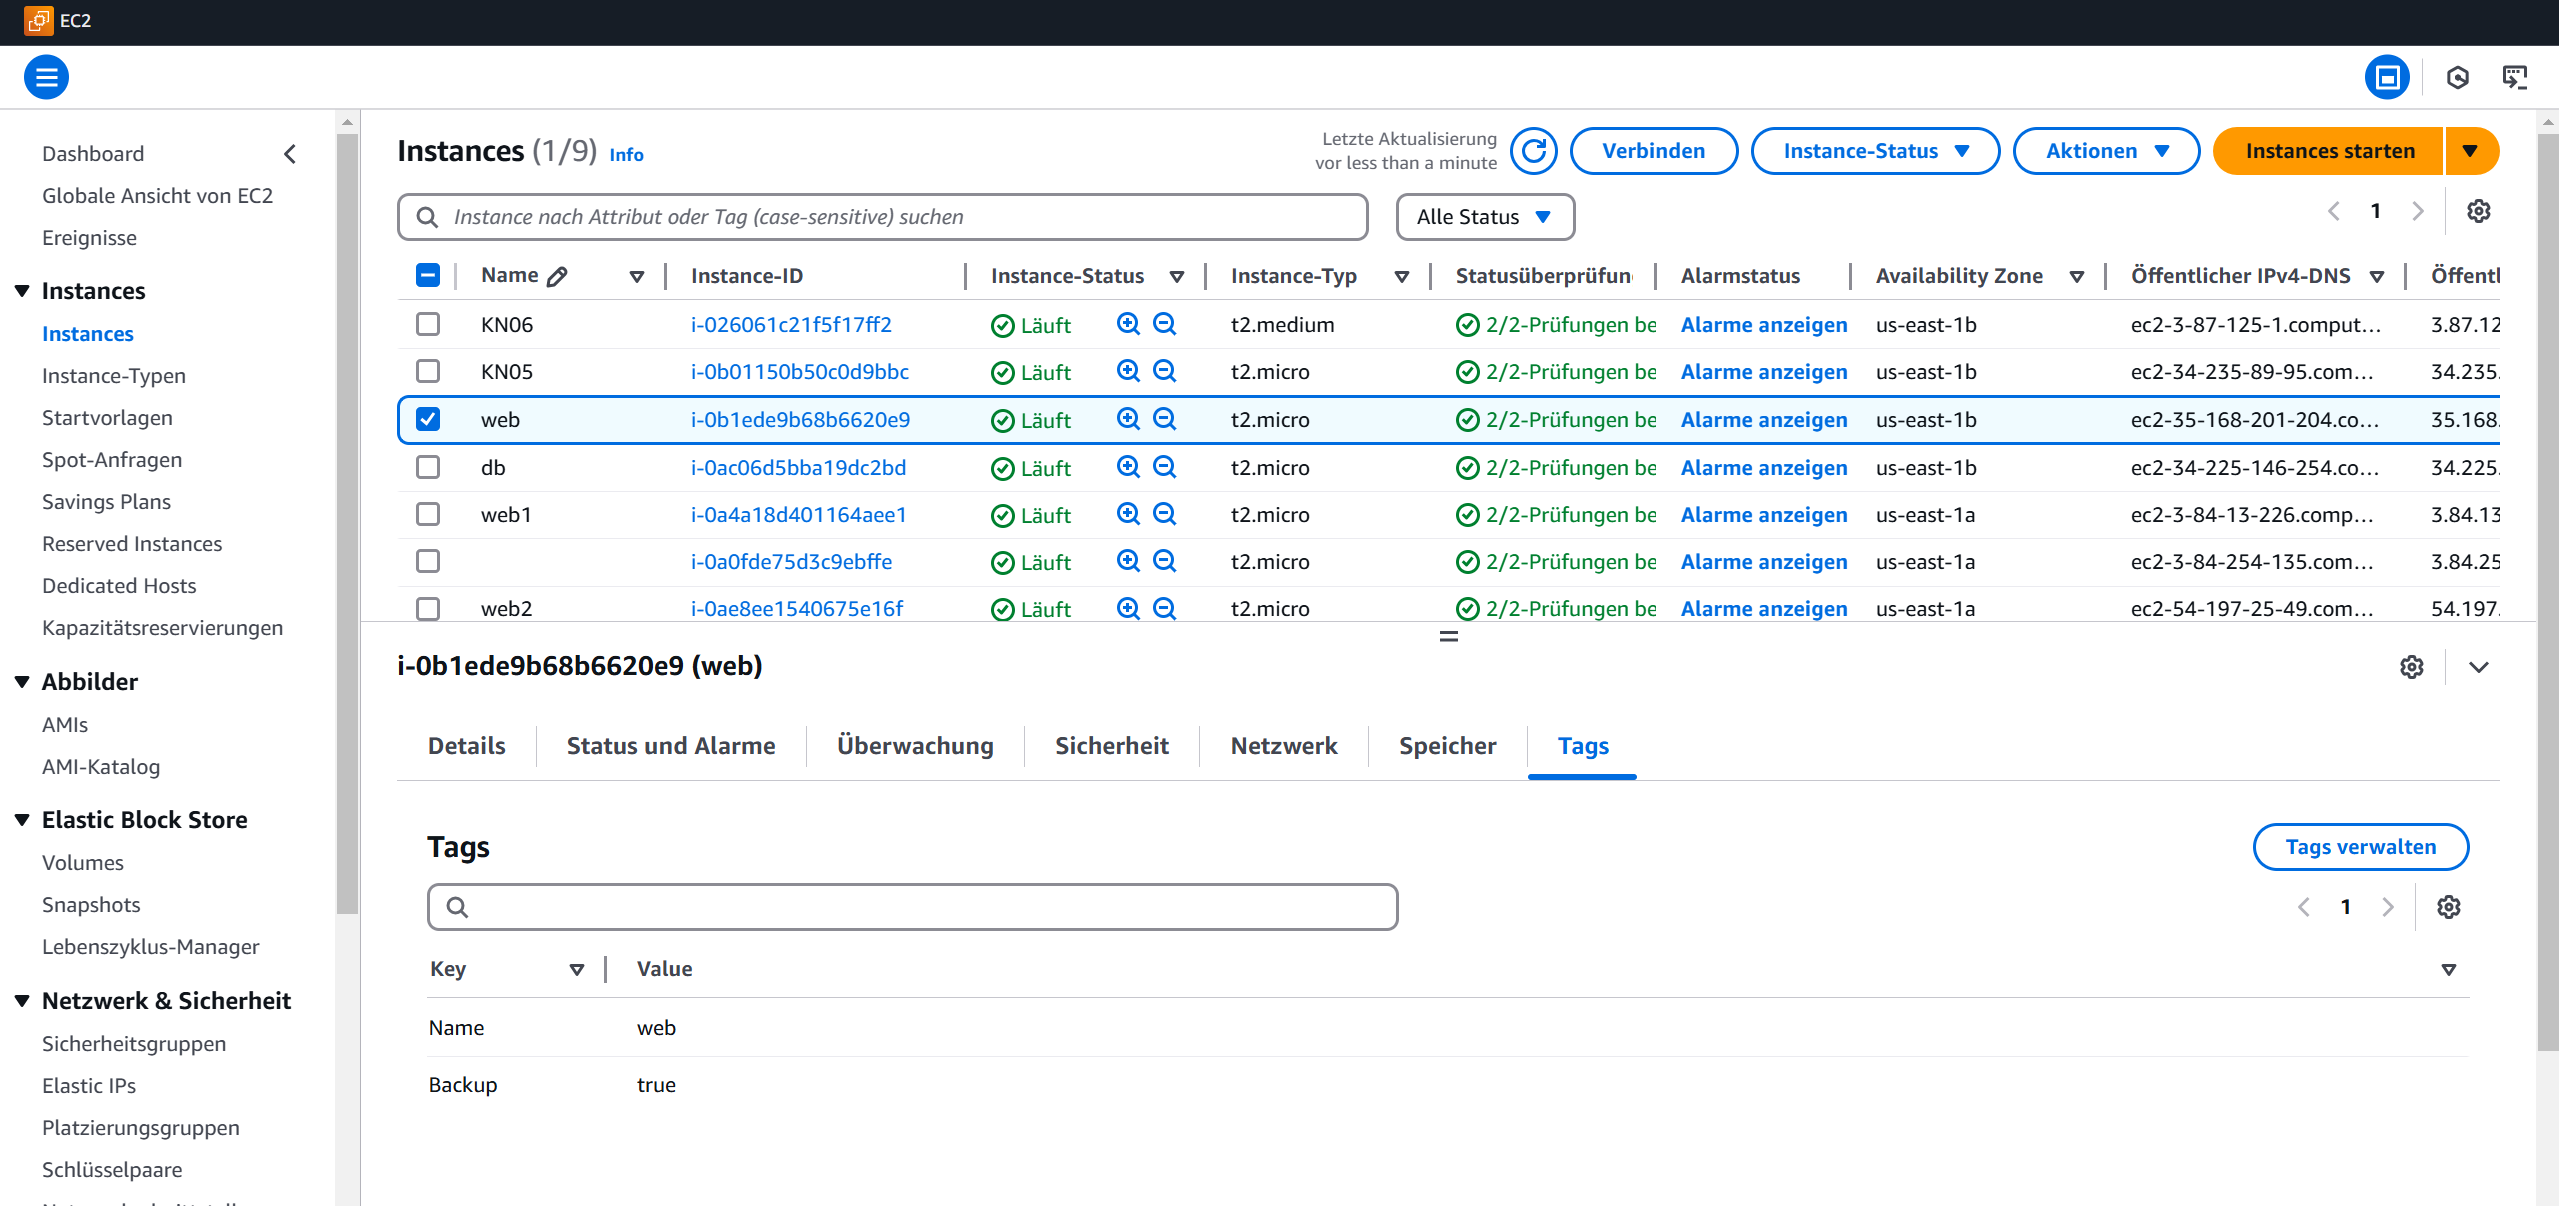 EC2
Dashboard
Globale Ansicht von EC2
Ereignisse
Instances
Instances
Instance-Typen
Startvorlagen
Spot-Anfragen
Savings Plans
Reserved Instances
Dedicated Hosts
Kapazitätsreservierungen
Abbilder
AMIs
AMI-Katalog
Elastic Block Store
Volumes
Snapshots
Lebenszyklus-Manager
Netzwerk & Sicherheit
Sicherheitsgruppen
Elastic IPs
Platzierungsgruppen
Schlüsselpaare
Instances (1/9) Info
Letzte Aktualisierung
vor less than a minute
Verbinden Instance-Status Aktionen Instances starten
Instance nach Attribut oder Tag (case-sensitive) suchen Alle Status 1
Name Instance-ID Instance-Status Instance-Typ Statusüberprüfun Alarmstatus Availability Zone Öffentlicher IPv4-DNS Öffentl
KN06 i-026061c21f5f17ff2 Läuft t2.medium 2/2-Prüfungen be Alarme anzeigen us-east-1b ec2-3-87-125-1.comput... 3.87.12
KN05 i-0b01150b50c0d9bbc Läuft t2.micro 2/2-Prüfungen be Alarme anzeigen us-east-1b ec2-34-235-89-95.com... 34.235.
web i-0b1ede9b68b6620e9 Läuft t2.micro 2/2-Prüfungen be Alarme anzeigen us-east-1b ec2-35-168-201-204.co... 35.168.
db i-0ac06d5bba19dc2bd Läuft t2.micro 2/2-Prüfungen be Alarme anzeigen us-east-1b ec2-34-225-146-254.co... 34.225.
web1 i-0a4a18d401164aee1 Läuft t2.micro 2/2-Prüfungen be Alarme anzeigen us-east-1a ec2-3-84-13-226.comp... 3.84.13
i-0a0fde75d3c9ebffe Läuft t2.micro 2/2-Prüfungen be Alarme anzeigen us-east-1a ec2-3-84-254-135.com... 3.84.25
web2 i-0ae8ee1540675e16f Läuft t2.micro 2/2-Prüfungen be Alarme anzeigen us-east-1a ec2-54-197-25-49.com... 54.197.
i-0b1ede9b68b6620e9 (web)
Details Status und Alarme Überwachung Sicherheit Netzwerk Speicher Tags
Tags
Tags verwalten
1
Key Value
Name web
Backup true